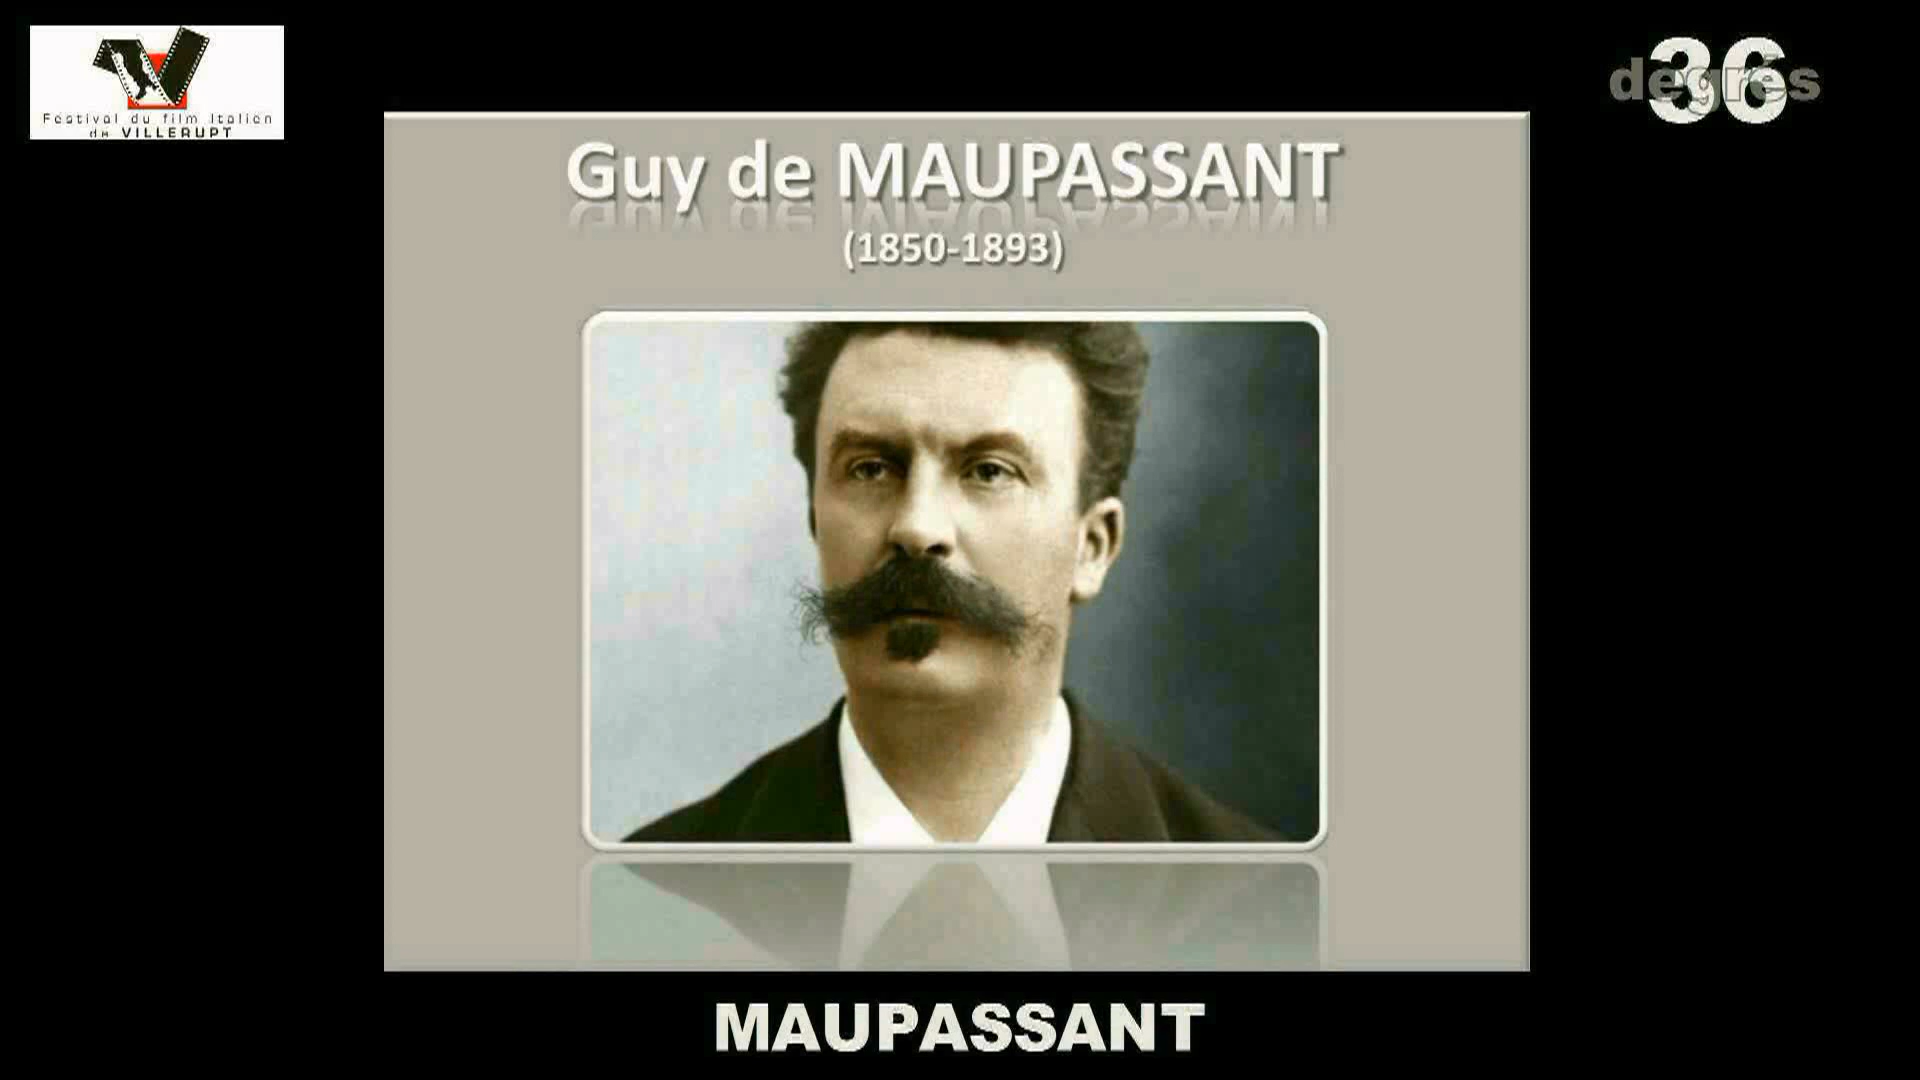 Festival du film Italien
de VILLERUPT
36
degrés
Guy de MAUPASSANT
(1850-1893)
MAUPASSANT